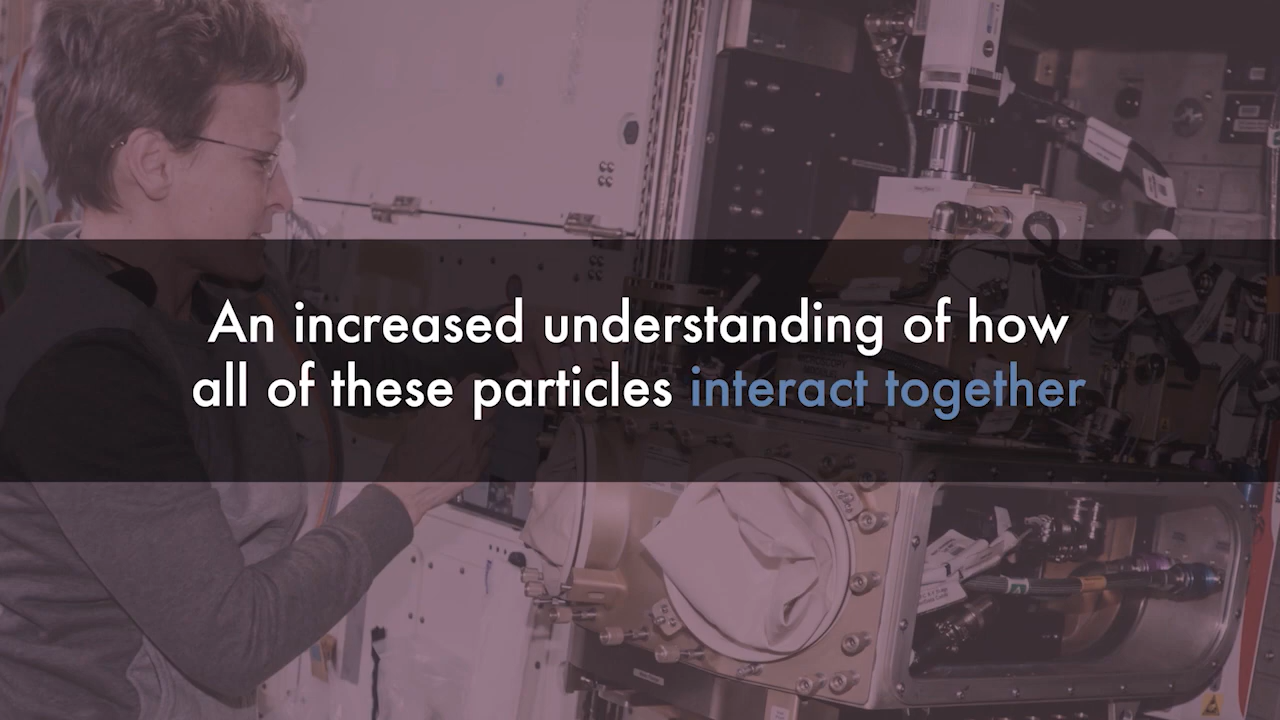 An increased understanding of how
all of these particles interact together